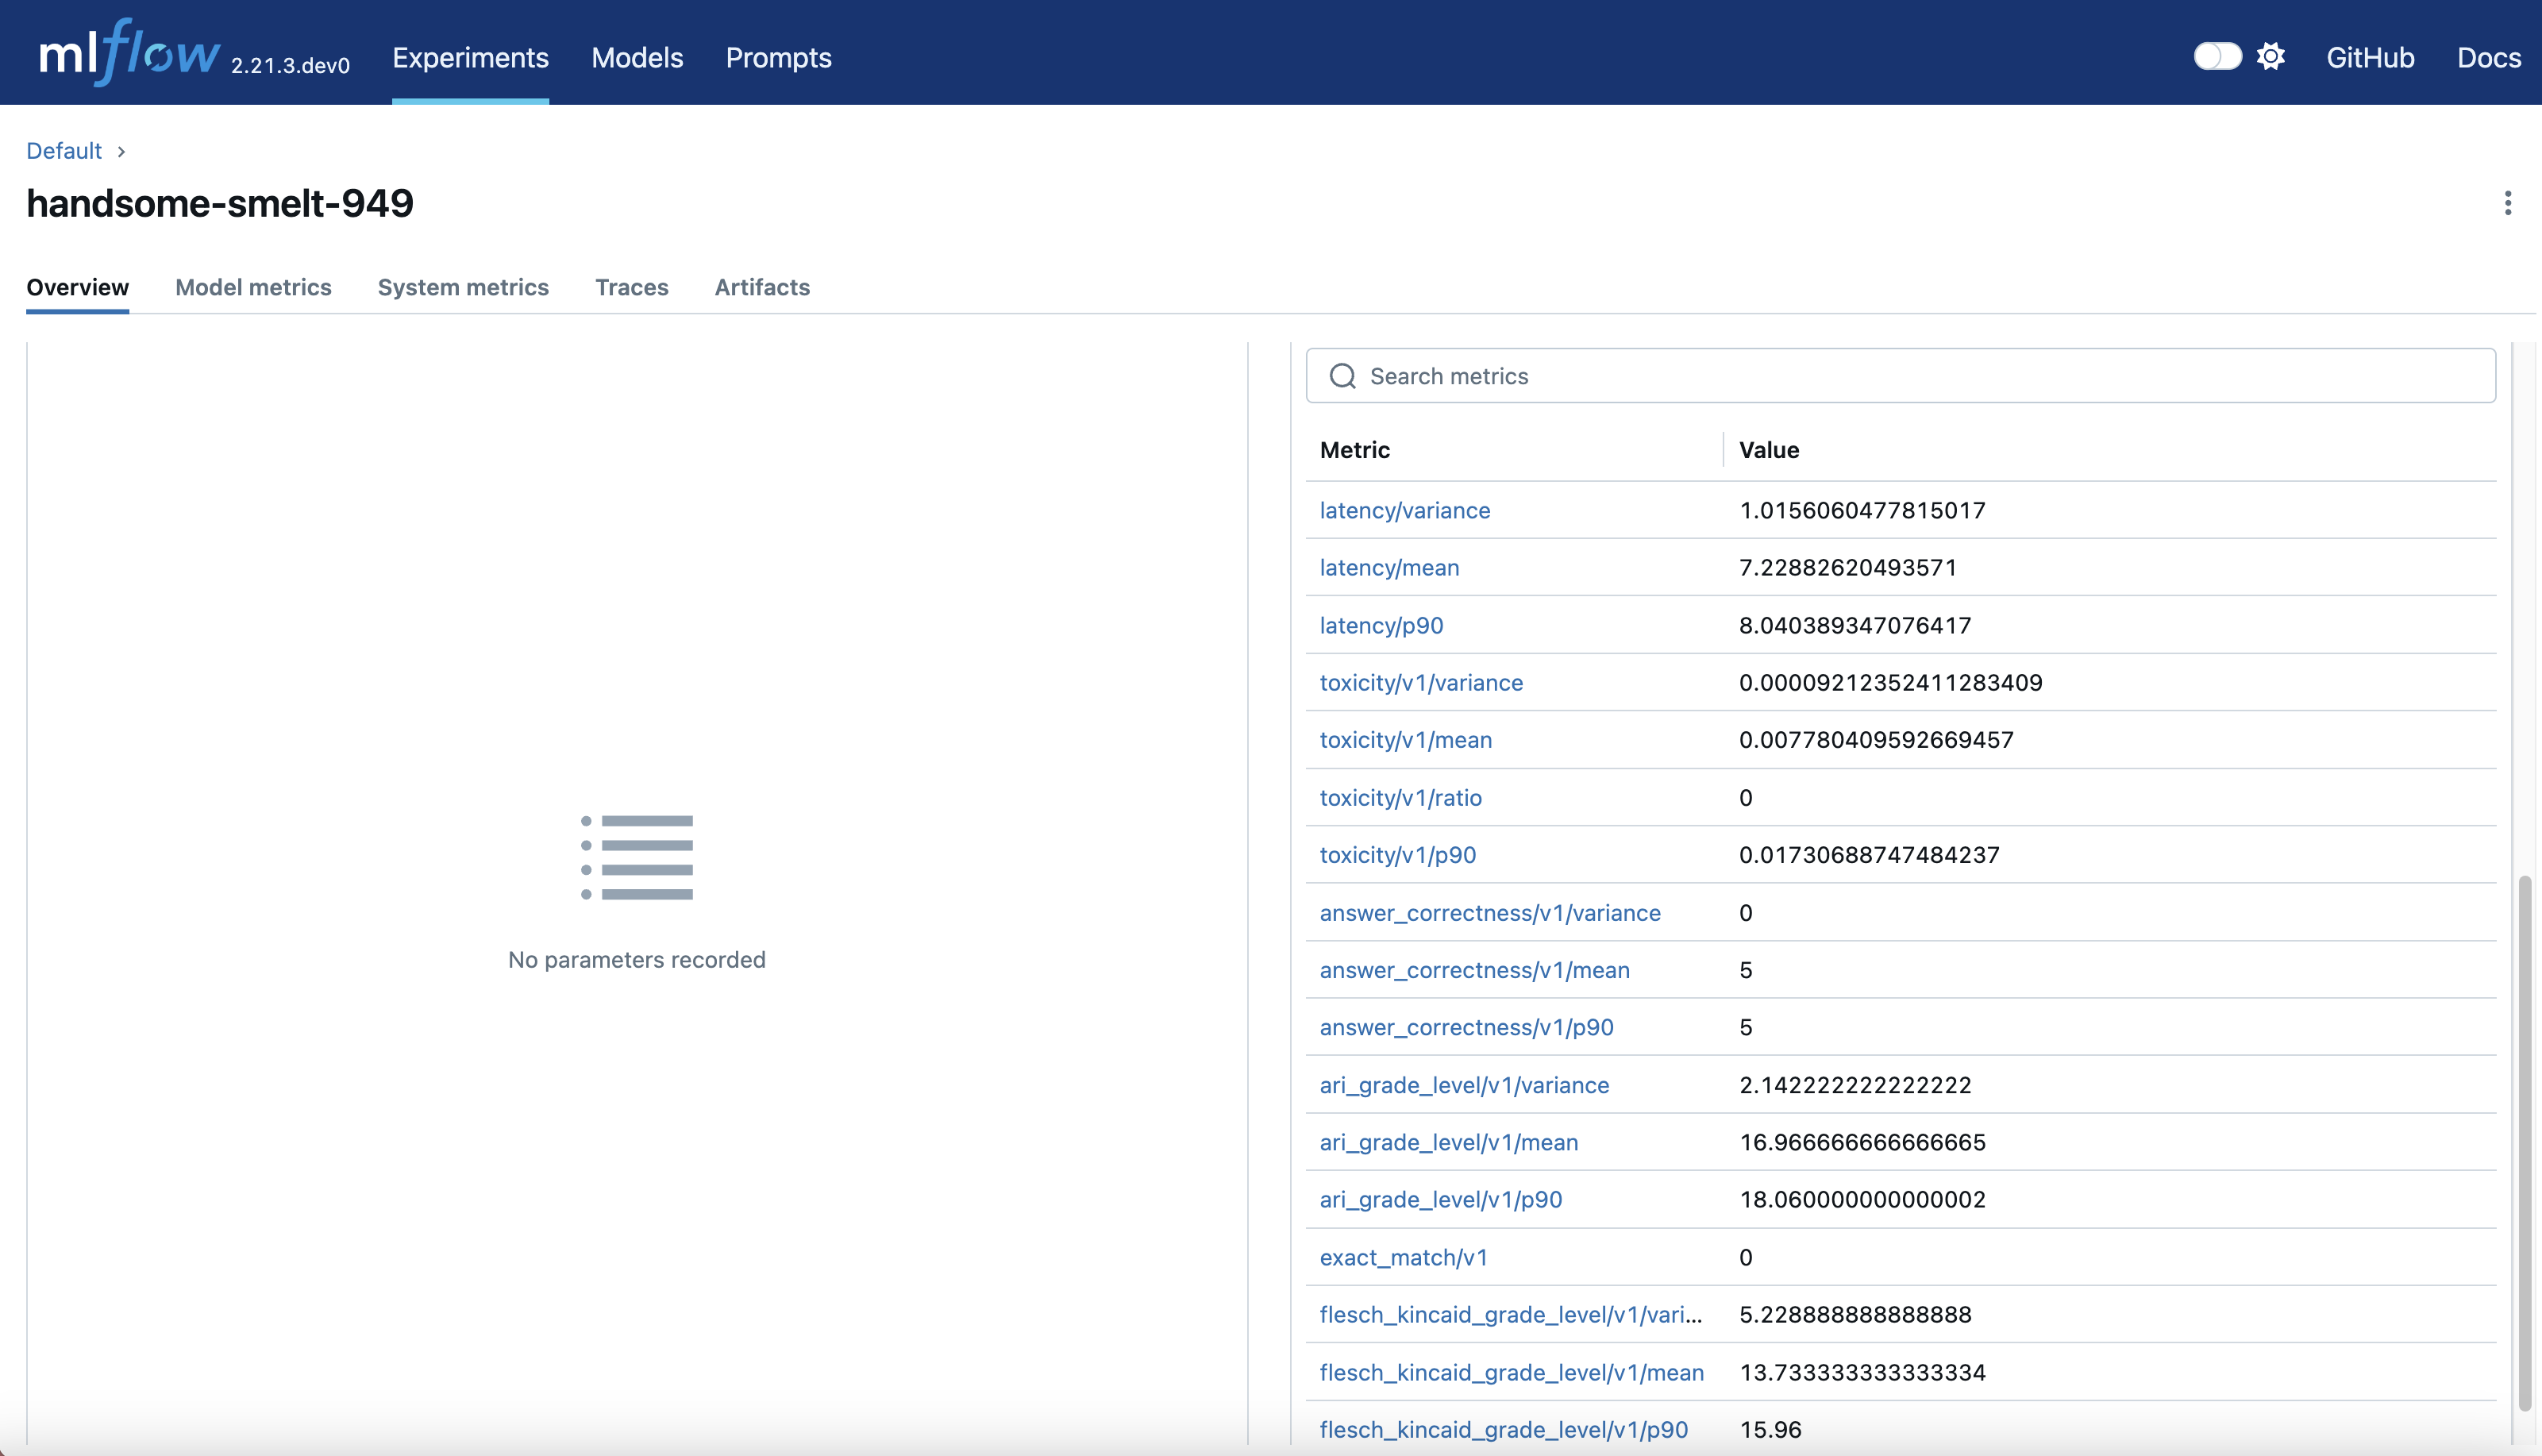 mlflow 2.21.3.dev0 Experiments Models Prompts GitHub Docs
Default
handsome-smelt-949
Overview Model metrics System metrics Traces Artifacts
No parameters recorded
Search metrics
Metric Value
latency/variance 1.0156060477815017
latency/mean 7.22882620493571
latency/p90 8.040389347076417
toxicity/v1/variance 0.00009212352411283409
toxicity/v1/mean 0.007780409592669457
toxicity/v1/ratio 0
toxicity/v1/p90 0.01730688747484237
answer_correctness/v1/variance 0
answer_correctness/v1/mean 5
answer_correctness/v1/p90 5
ari_grade_level/v1/variance 2.142222222222222
ari_grade_level/v1/mean 16.966666666666665
ari_grade_level/v1/p90 18.060000000000002
exact_match/v1 0
flesch_kincaid_grade_level/v1/vari... 5.228888888888888
flesch_kincaid_grade_level/v1/mean 13.733333333333334
flesch_kincaid_grade_level/v1/p90 15.96